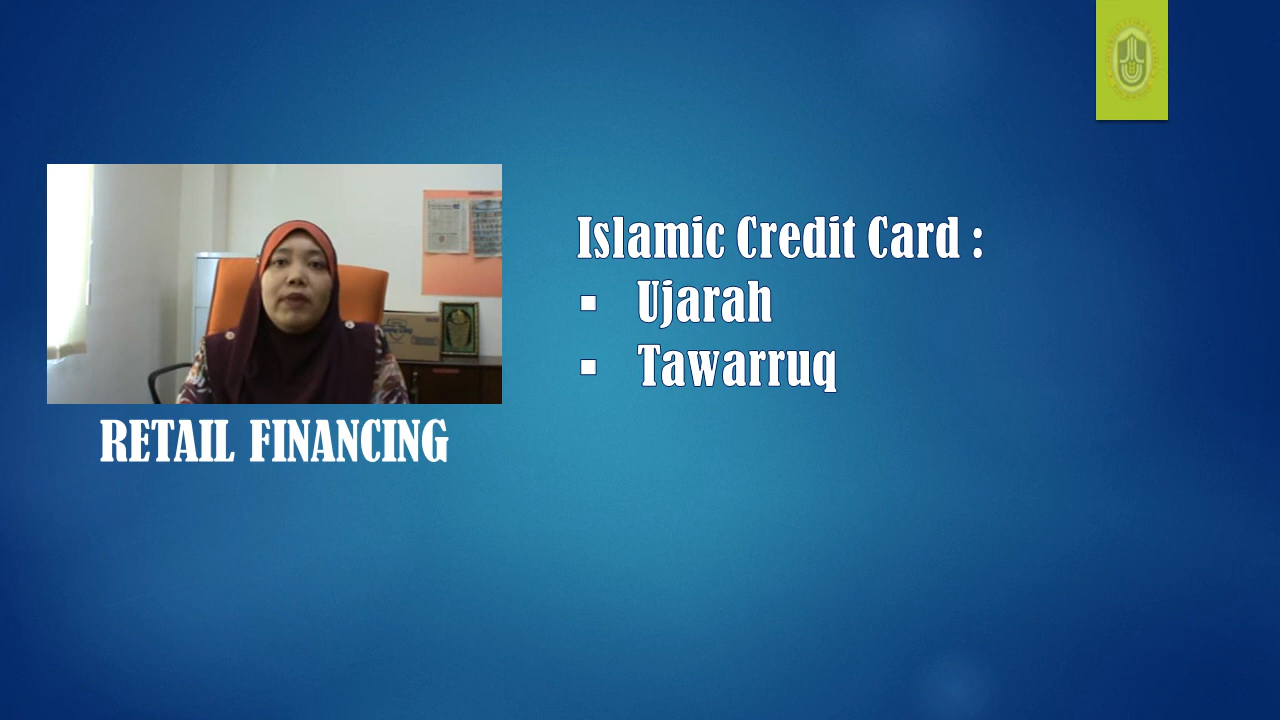 Islamic Credit Card :
▪ Ujarah
▪ Tawarruq
RETAIL FINANCING